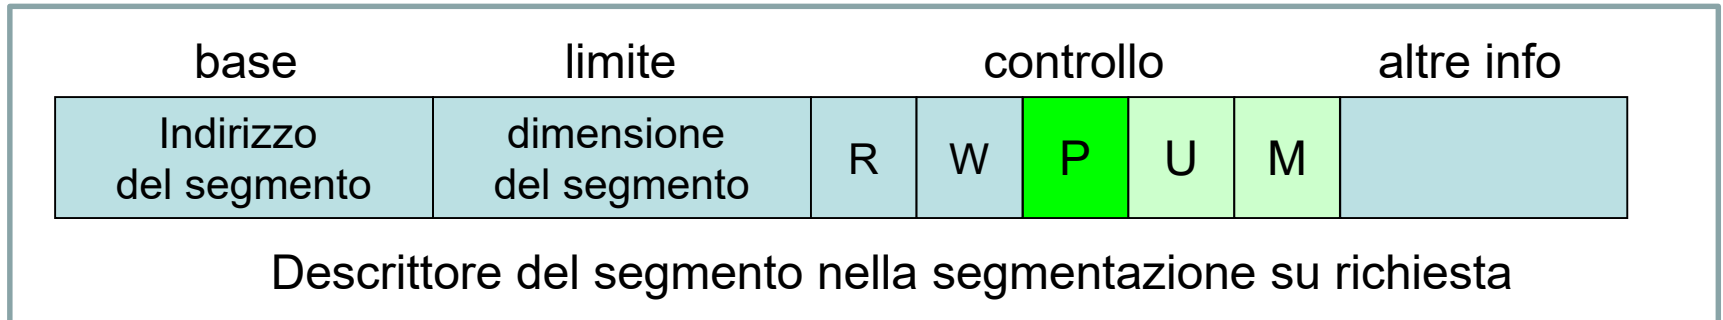 base limite controllo altre info
Indirizzo
del segmento
dimensione
del segmento
R W P U M
Descrittore del segmento nella segmentazione su richiesta